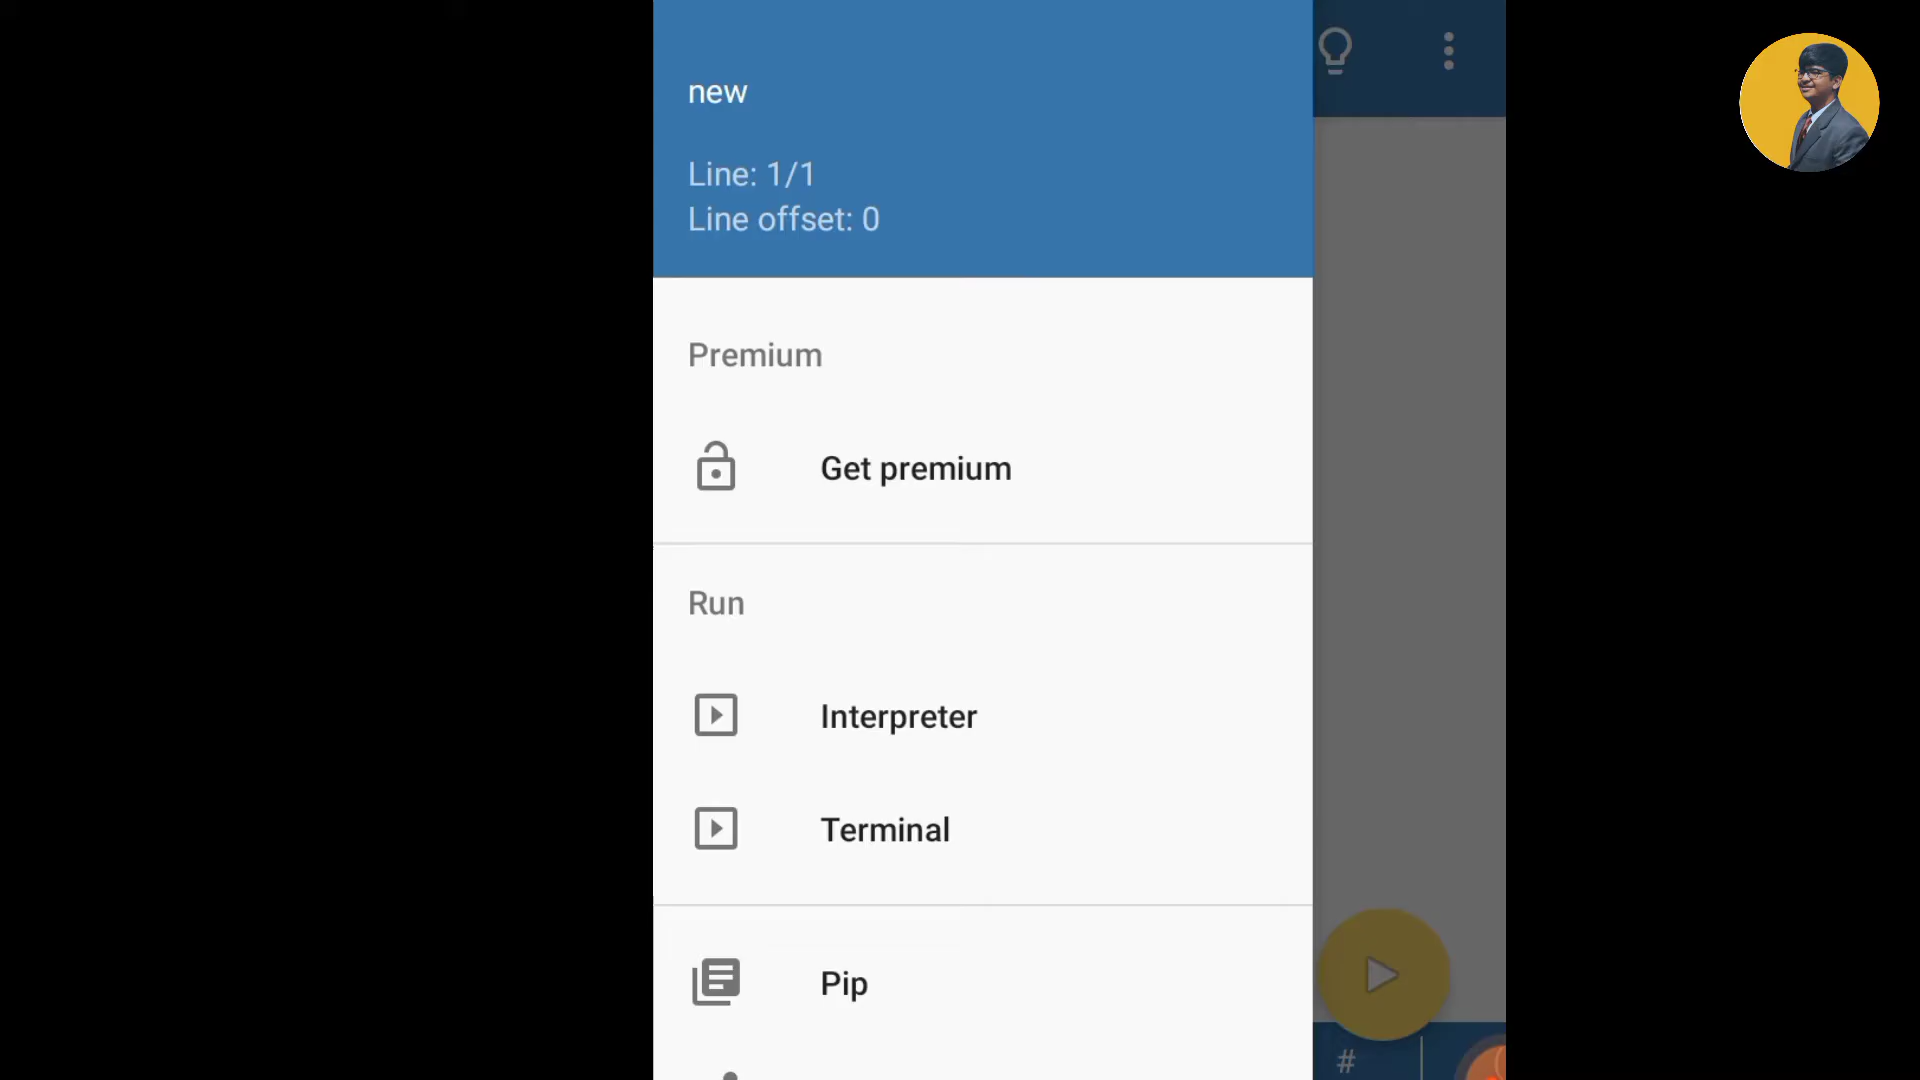 new
Line: 1/1
Line offset: 0
Premium
Get premium
Run
Interpreter
Terminal
Pip
#